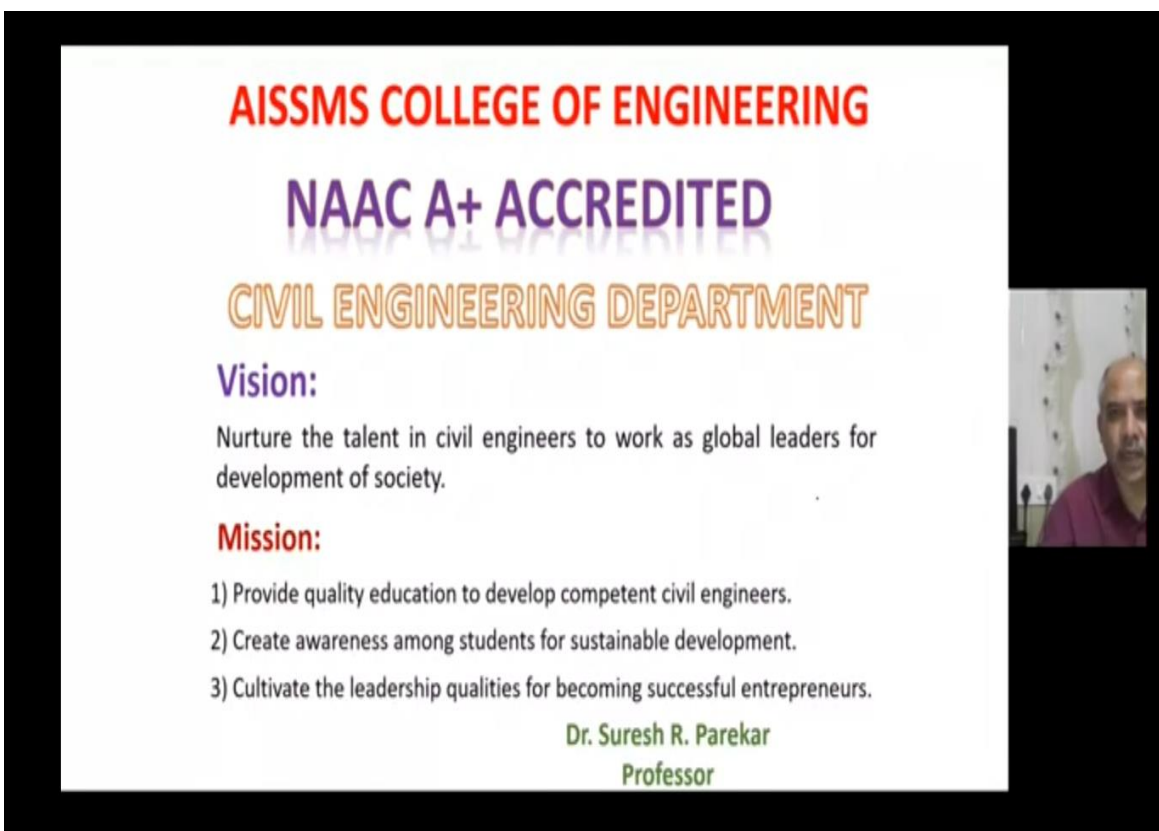 AISSMS COLLEGE OF ENGINEERING
NAAC A+ ACCREDITED
CIVIL ENGINEERING DEPARTMENT
Vision:
Nurture the talent in civil engineers to work as global leaders for
development of society.
Mission:
1) Provide quality education to develop competent civil engineers.
2) Create awareness among students for sustainable development.
3) Cultivate the leadership qualities for becoming successful entrepreneurs.
Dr. Suresh R. Parekar
Professor